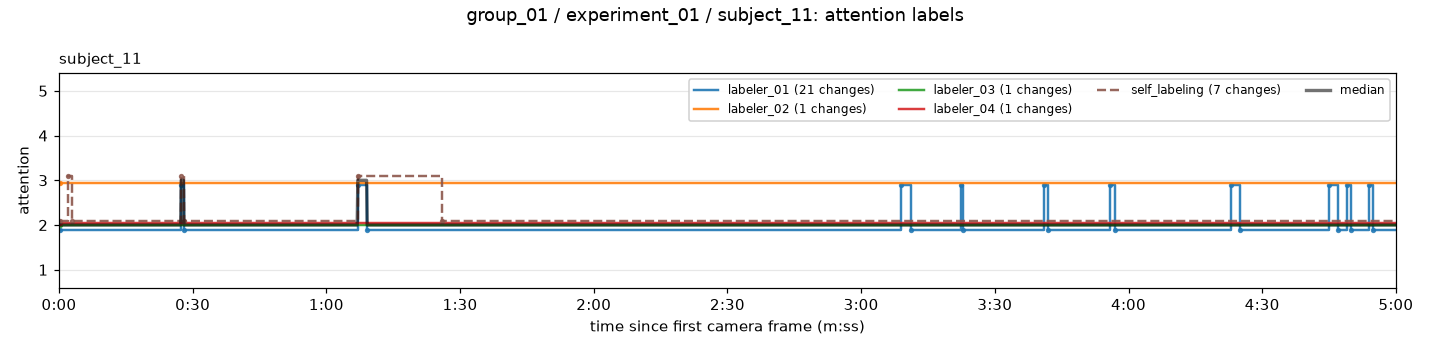 group_01 / experiment_01 / subject_11: attention labels
subject_11
labeler_01 (21 changes)
labeler_02 (1 changes)
labeler_03 (1 changes)
labeler_04 (1 changes)
self_labeling (7 changes)
median
attention
5
4
3
2
1
0:00 0:30 1:00 1:30 2:00 2:30 3:00 3:30 4:00 4:30 5:00
time since first camera frame (m:ss)